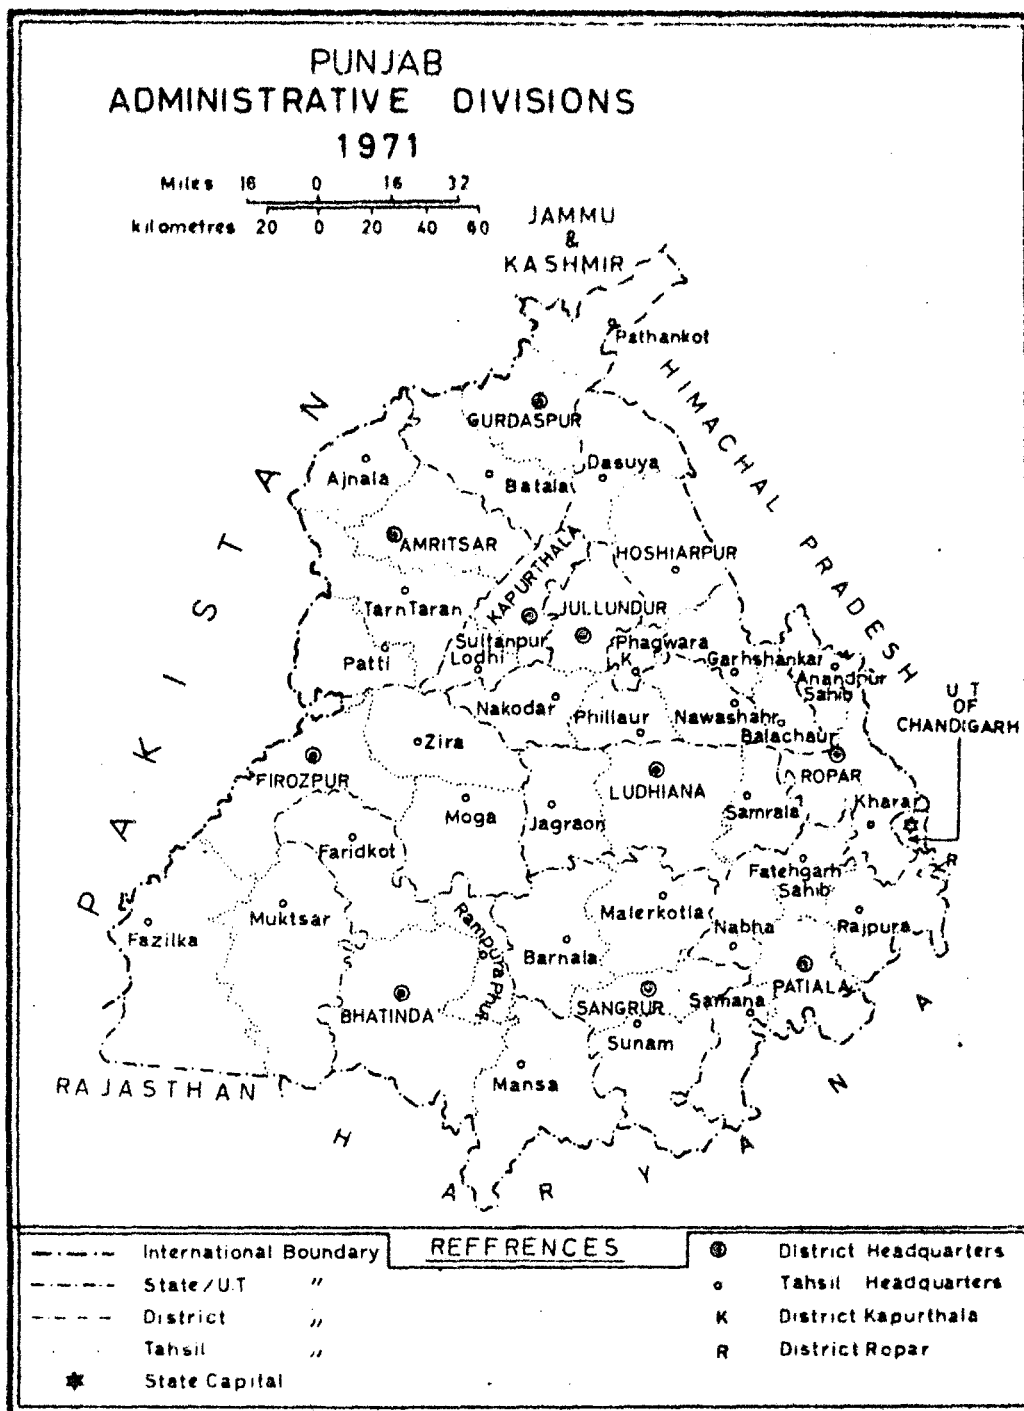 PUNJAB
ADMINISTRATIVE DIVISIONS
1971
Miles 16 0 16 32
kilometres 20 0 20 40 60
JAMMU
&
KASHMIR
Pathankot
HIMACHAL PRADESH
PAKISTAN
GURDASPUR
Dasuya
Ajnala
Batala
AMRITSAR
KAPURTHALA
HOSHIARPUR
Tarn Taran
JULLUNDUR
Sultanpur
Lodhi
Phagwara
K
Patti
Garhshankar
Anandpur
Sahib
U T
OF
CHANDIGARH
Nakodar
Phillaur
Nawashahr
Balachaur
Zira
FIROZPUR
LUDHIANA
ROPAR
Moga
Jagraon
Samrala
Kharar
Faridkot
Fatehgarh
Sahib
R
Muktsar
Rampura Phul
Malerkotla
Fazilka
Nabha
Rajpura
Barnala
BHATINDA
SANGRUR
Samana
PATIALA
Sunam
Mansa
RAJASTHAN
HARYANA
REFFRENCES
International Boundary
State/U.T "
District "
Tahsil "
State Capital
District Headquarters
Tahsil Headquarters
K District Kapurthala
R District Ropar